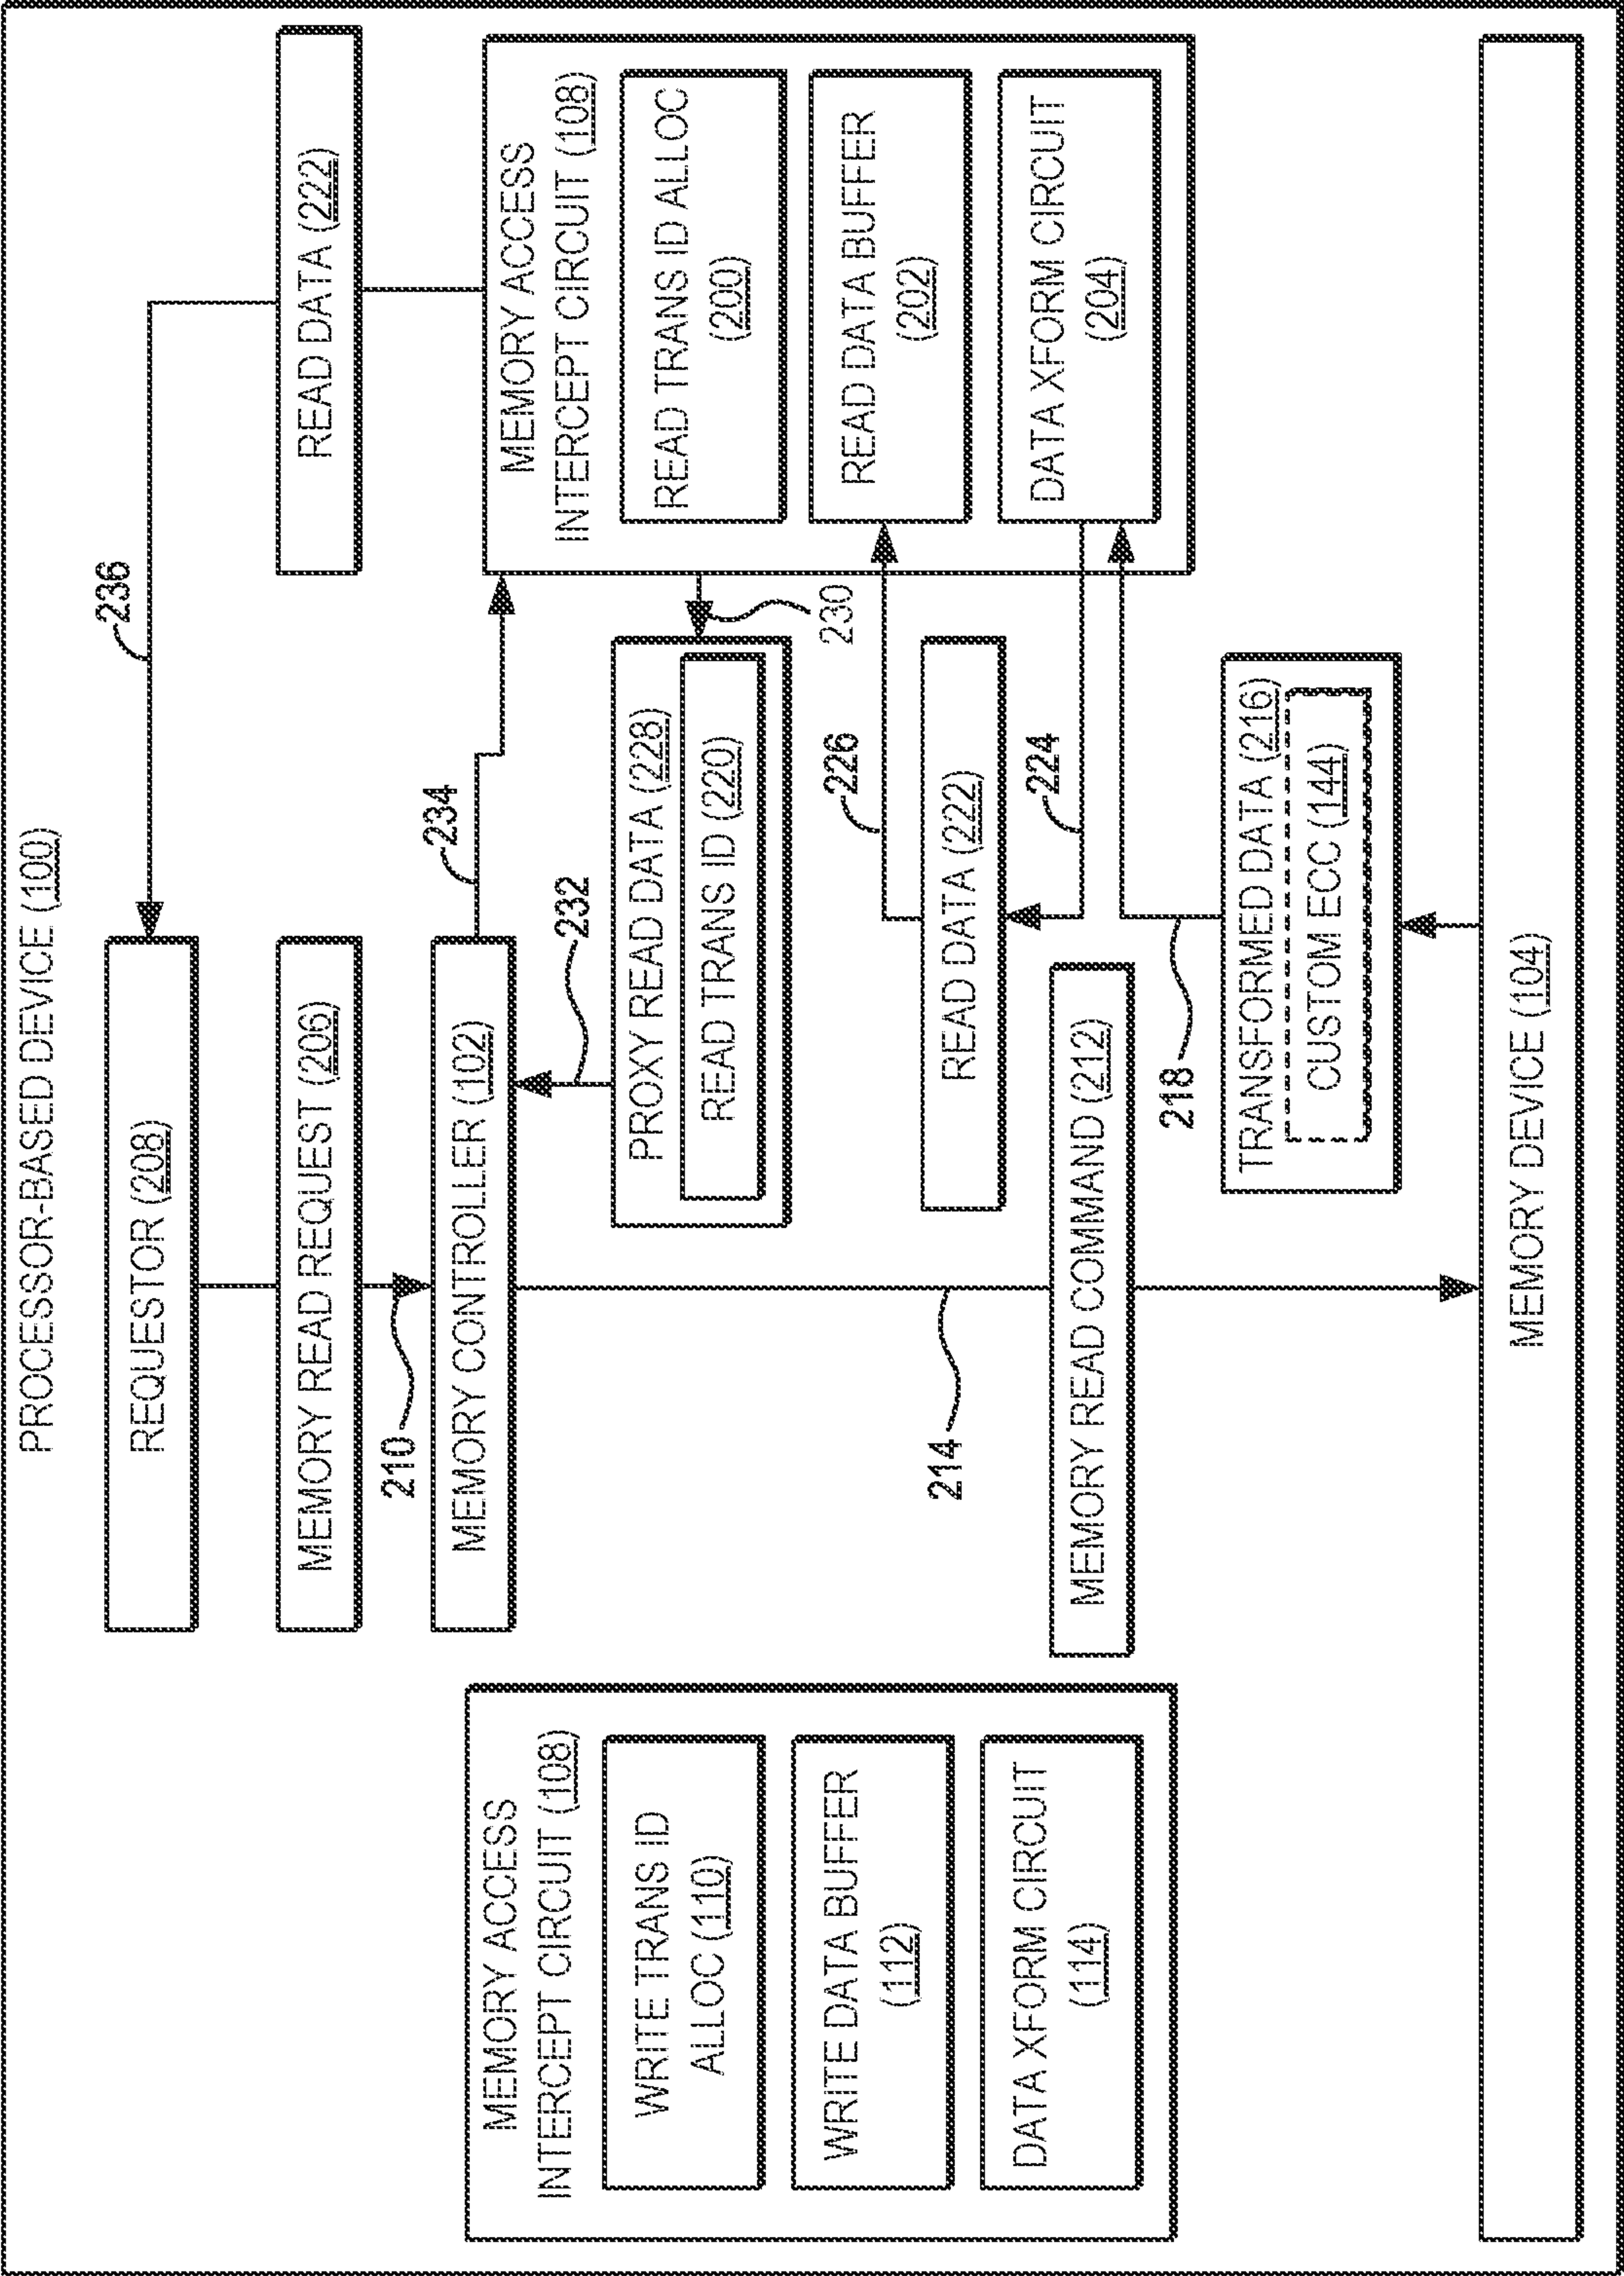 PROCESSOR-BASED DEVICE (100)
REQUESTOR (208)
236
MEMORY READ REQUEST (206)
READ DATA (222)
210
MEMORY CONTROLLER (102)
234
232
MEMORY ACCESS
INTERCEPT CIRCUIT (108)
WRITE TRANS ID
ALLOC (110)
WRITE DATA BUFFER
(112)
DATA XFORM CIRCUIT
(114)
MEMORY ACCESS
INTERCEPT CIRCUIT (108)
READ TRANS ID ALLOC
(200)
READ DATA BUFFER
(202)
DATA XFORM CIRCUIT
(204)
PROXY READ DATA (228)
READ TRANS ID (220)
230
226
READ DATA (222)
224
214
MEMORY READ COMMAND (212)
218
TRANSFORMED DATA (216)
CUSTOM ECC (144)
MEMORY DEVICE (104)